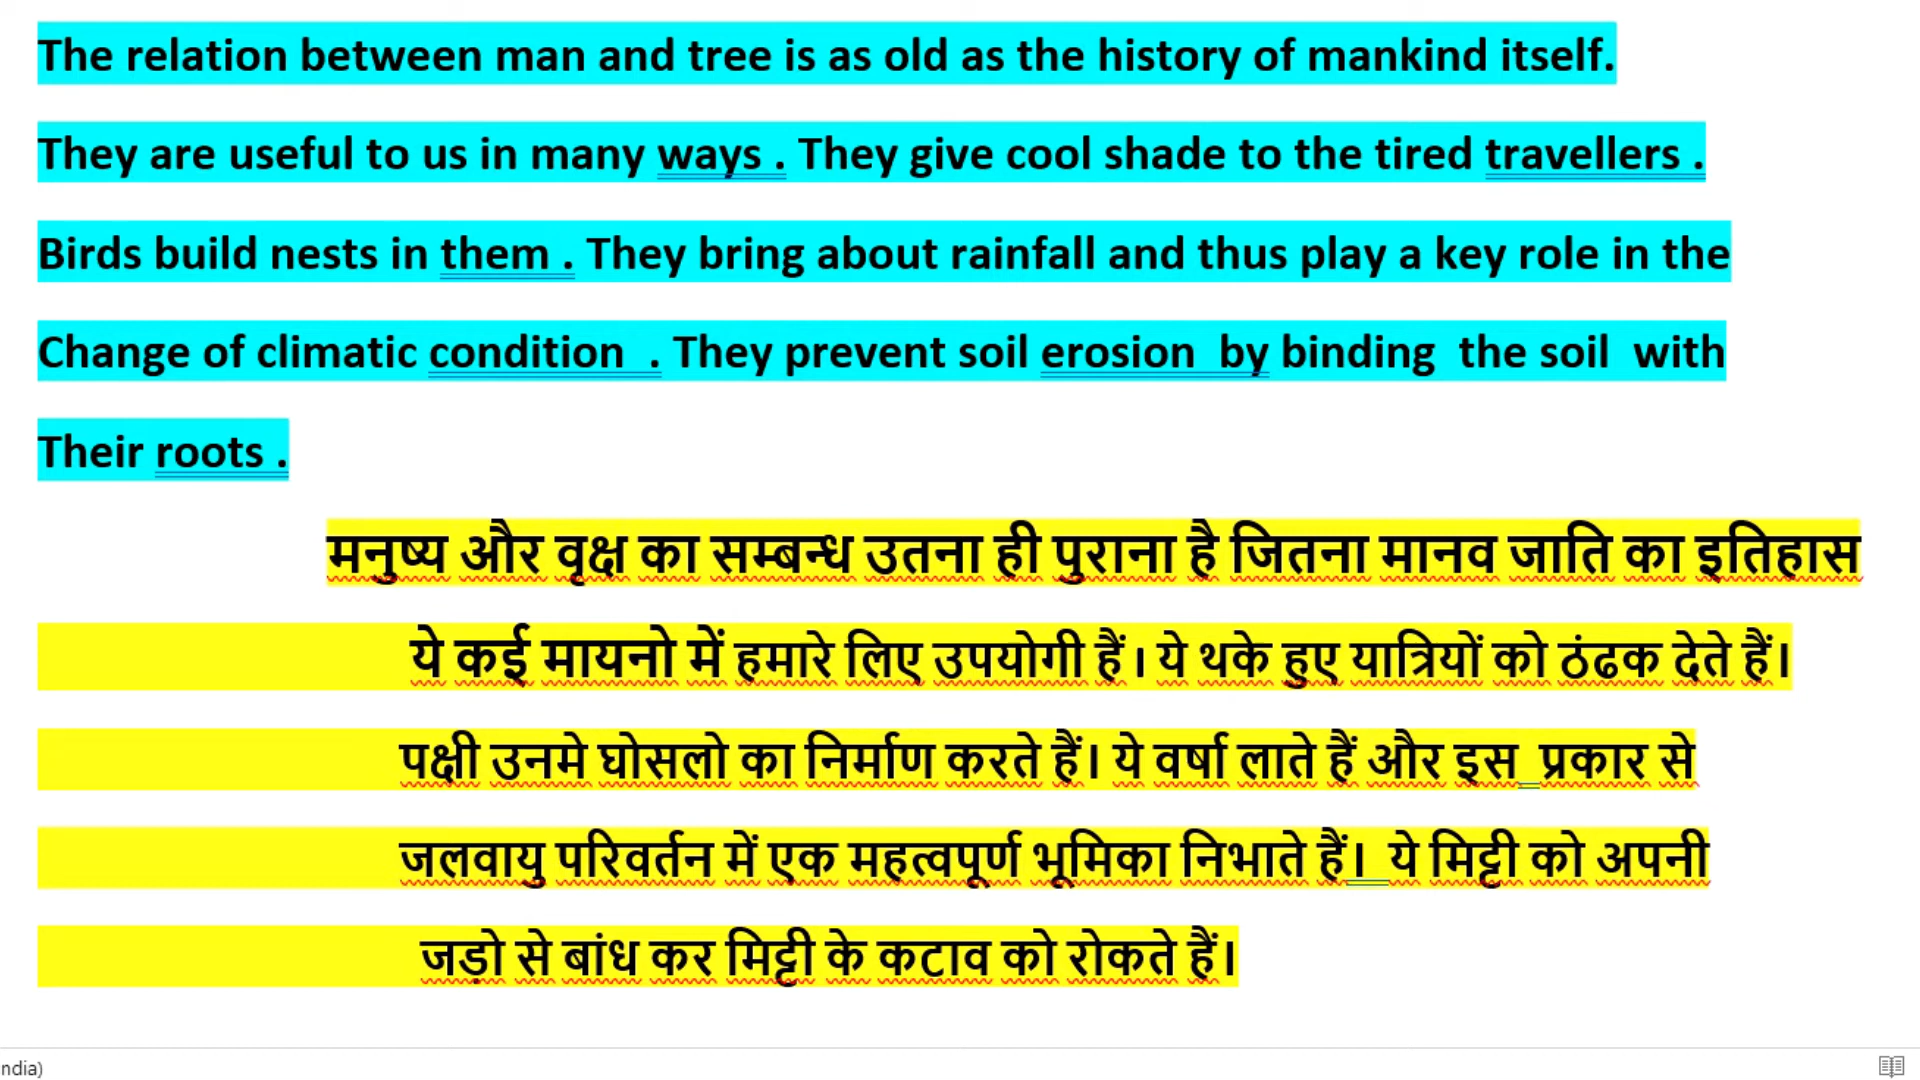 The relation between man and tree is as old as the history of mankind itself.
They are useful to us in many ways . They give cool shade to the tired travellers .
Birds build nests in them . They bring about rainfall and thus play a key role in the
Change of climatic condition  . They prevent soil erosion  by binding  the soil  with
Their roots .
मनुष्य और वृक्ष का सम्बन्ध उतना ही पुराना है जितना मानव जाति का इतिहास
ये कई मायनो में हमारे लिए उपयोगी हैं। ये थके हुए यात्रियों को ठंढक देते हैं।
पक्षी उनमे घोसलो का निर्माण करते हैं। ये वर्षा लाते हैं और इस  प्रकार से
जलवायु परिवर्तन में एक महत्वपूर्ण भूमिका निभाते हैं।  ये मिट्टी को अपनी
जड़ो से बांध कर मिट्टी के कटाव को रोकते हैं।
ndia)